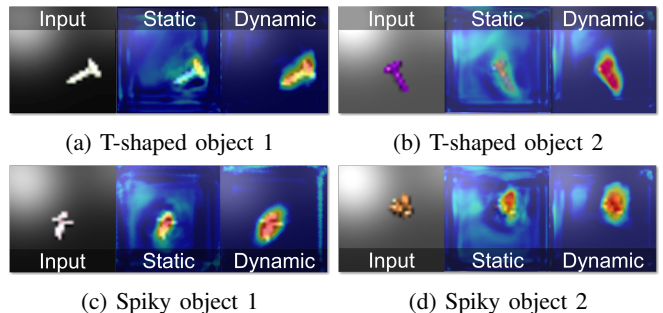 Input Static Dynamic Input Static Dynamic
(a) T-shaped object 1 (b) T-shaped object 2
Input Static Dynamic Input Static Dynamic
(c) Spiky object 1 (d) Spiky object 2